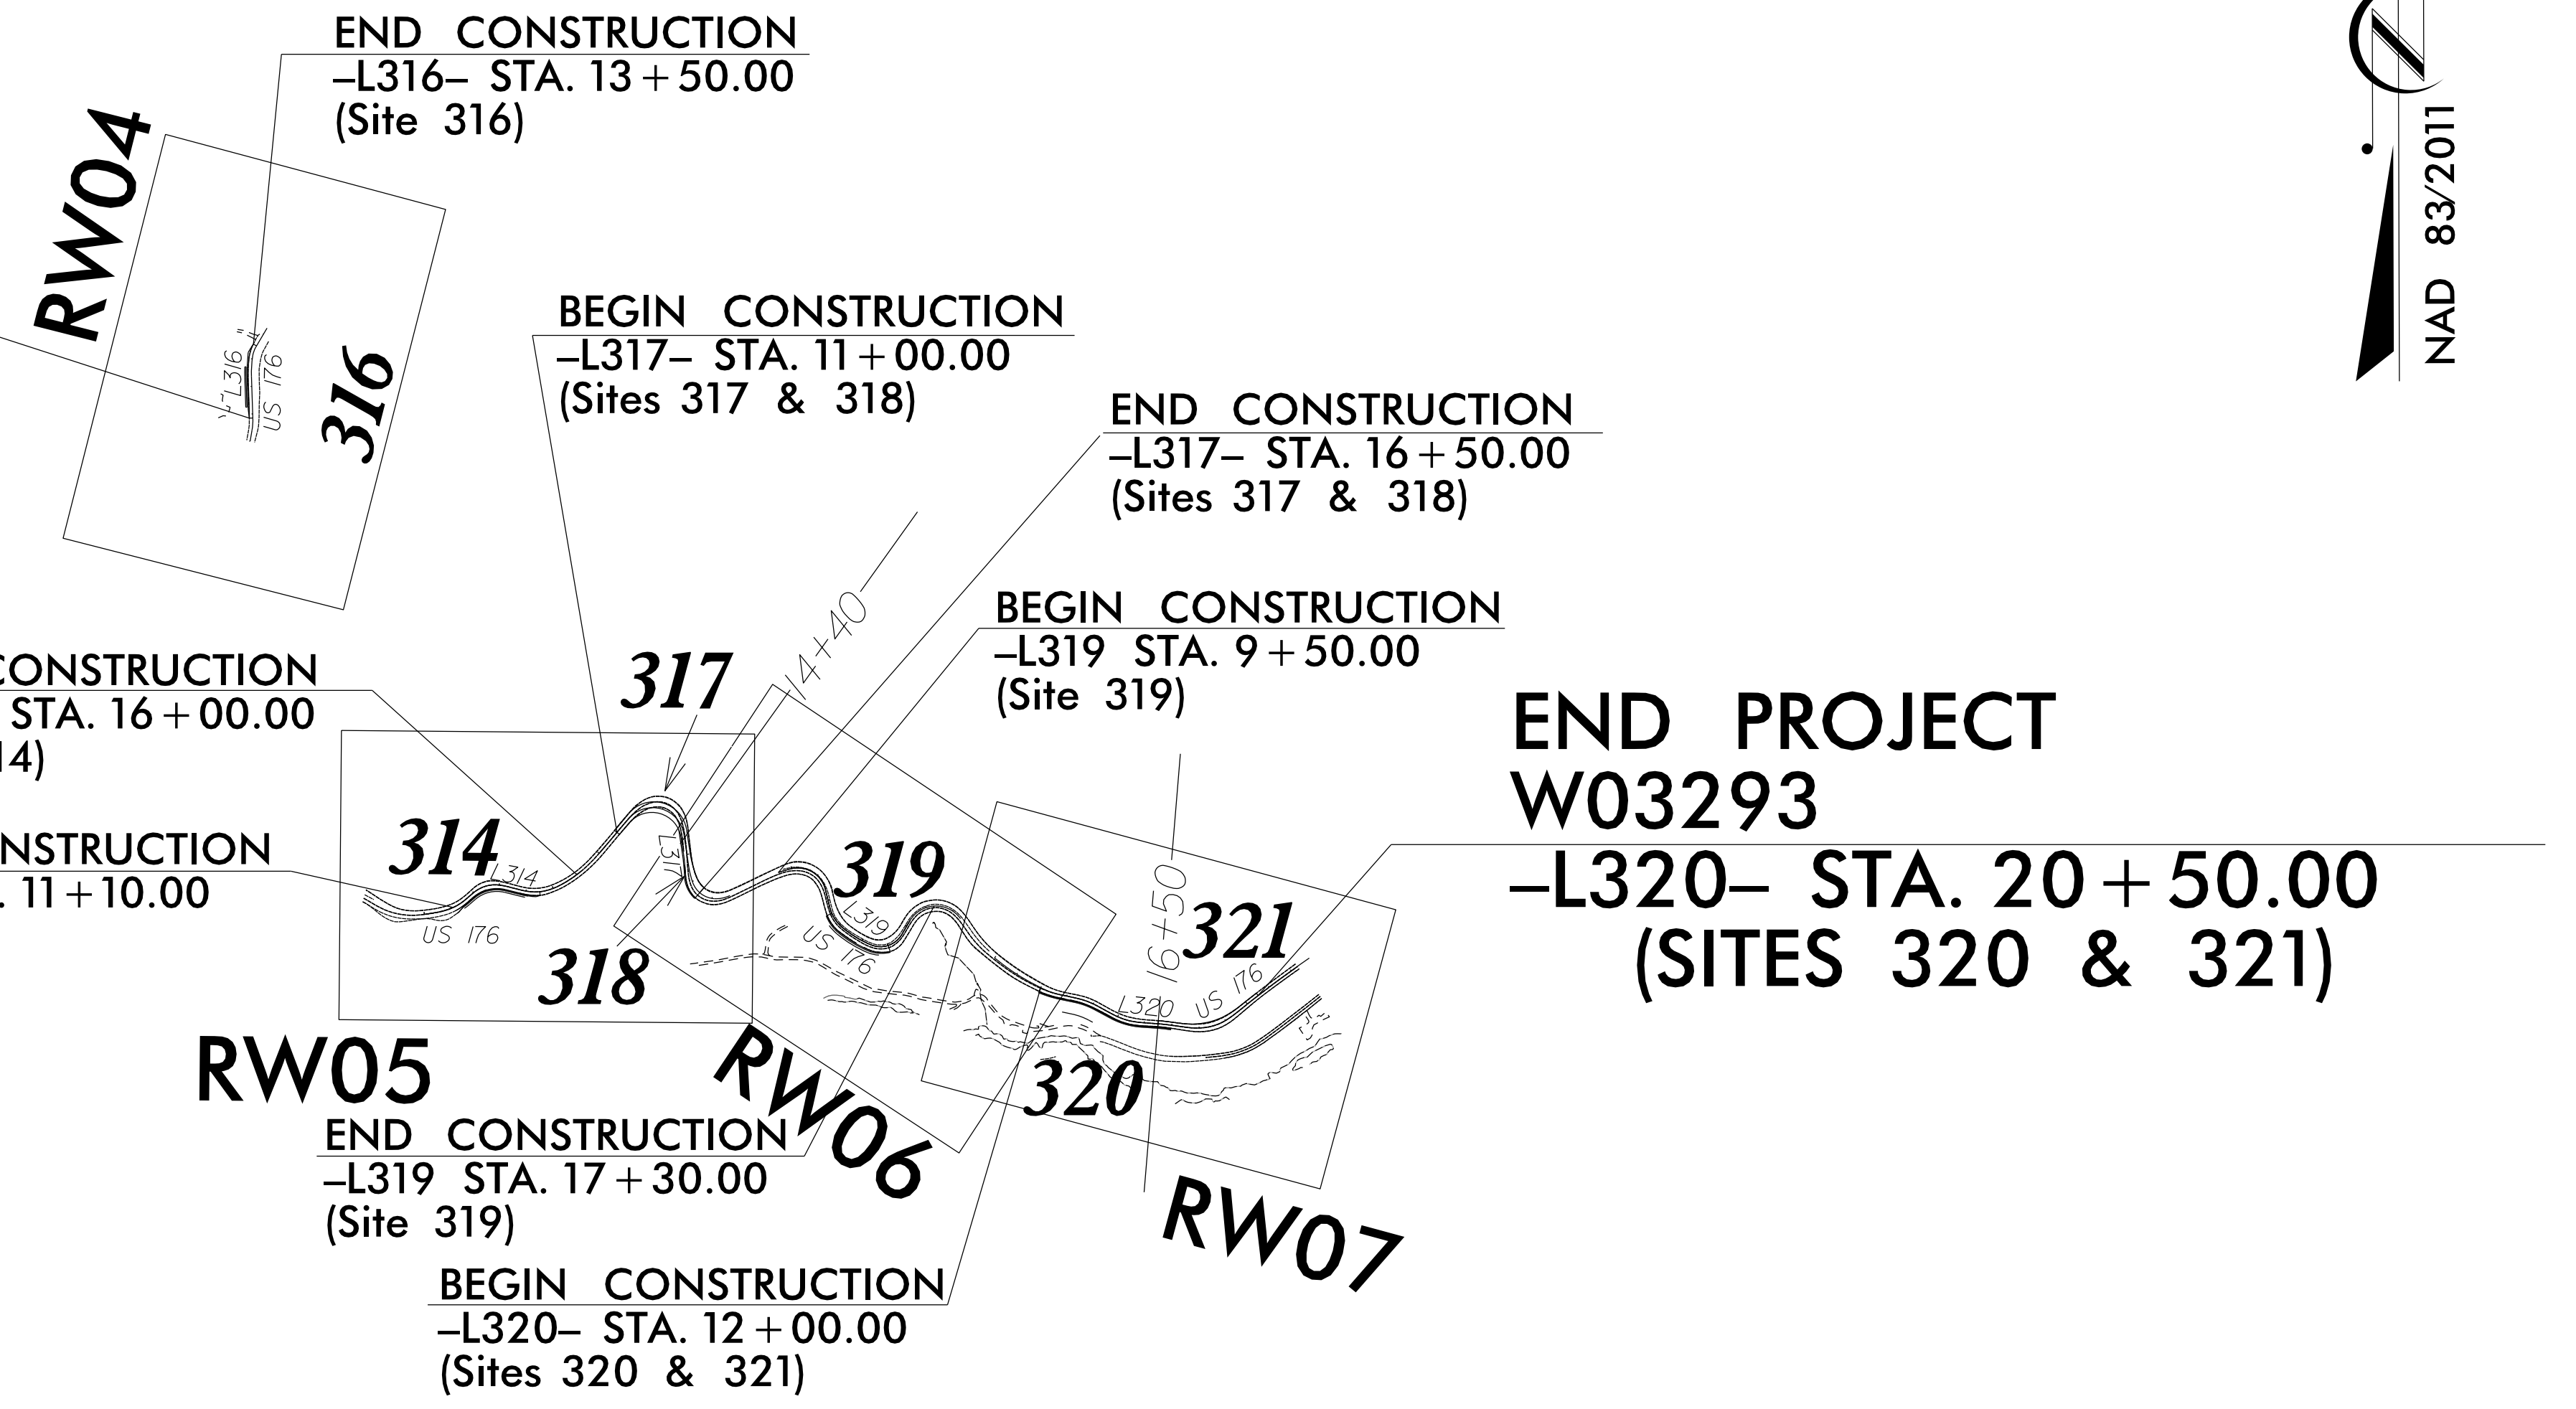 END CONSTRUCTION
–L316– STA. 13+50.00
(Site 316)
RW04
"L316"
US 176
316
NAD 83/2011
BEGIN CONSTRUCTION
–L317– STA. 11+00.00
(Sites 317 & 318)
END CONSTRUCTION
–L317– STA. 16+50.00
(Sites 317 & 318)
14+40
BEGIN CONSTRUCTION
–L319 STA. 9+50.00
(Site 319)
CONSTRUCTION
STA. 16+00.00
14)
317
END PROJECT
W03293
–L320– STA. 20+50.00
(SITES 320 & 321)
NSTRUCTION
. 11+10.00
314
L314
US 176
L317
318
319
L319
US 176
16+50
321
L320
US 176
320
RW05
RW06
RW07
END CONSTRUCTION
–L319 STA. 17+30.00
(Site 319)
BEGIN CONSTRUCTION
–L320– STA. 12+00.00
(Sites 320 & 321)